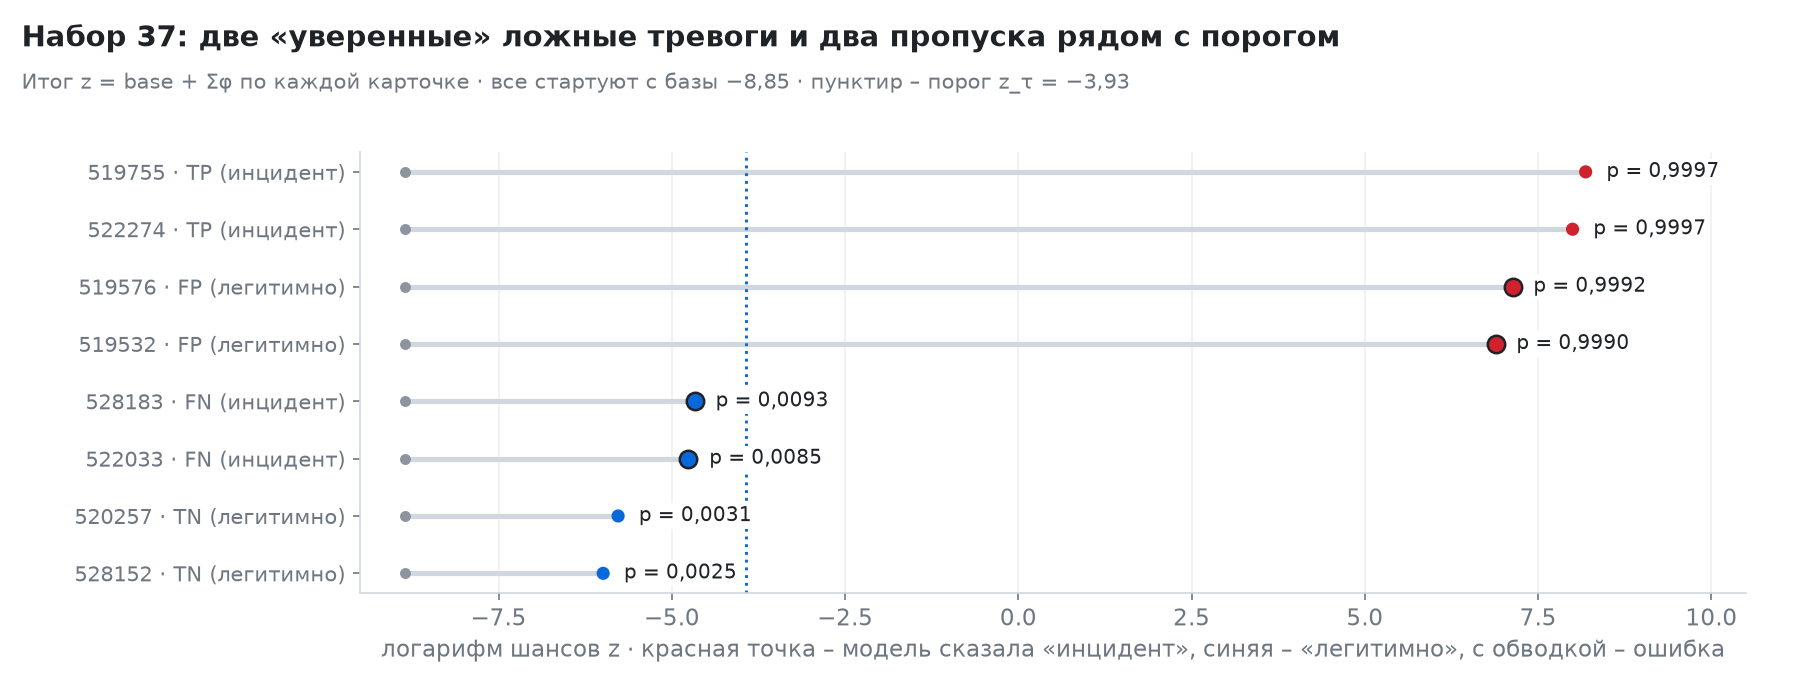 Набор 37: две «уверенные» ложные тревоги и два пропуска рядом с порогом
Итог z = base + Σφ по каждой карточке · все стартуют с базы −8,85 · пунктир – порог z_τ = −3,93
519755 · TP (инцидент)
p = 0,9997
522274 · TP (инцидент)
p = 0,9997
519576 · FP (легитимно)
p = 0,9992
519532 · FP (легитимно)
p = 0,9990
528183 · FN (инцидент)
p = 0,0093
522033 · FN (инцидент)
p = 0,0085
520257 · TN (легитимно)
p = 0,0031
528152 · TN (легитимно)
p = 0,0025
−7.5 −5.0 −2.5 0.0 2.5 5.0 7.5 10.0
логарифм шансов z · красная точка – модель сказала «инцидент», синяя – «легитимно», с обводкой – ошибка